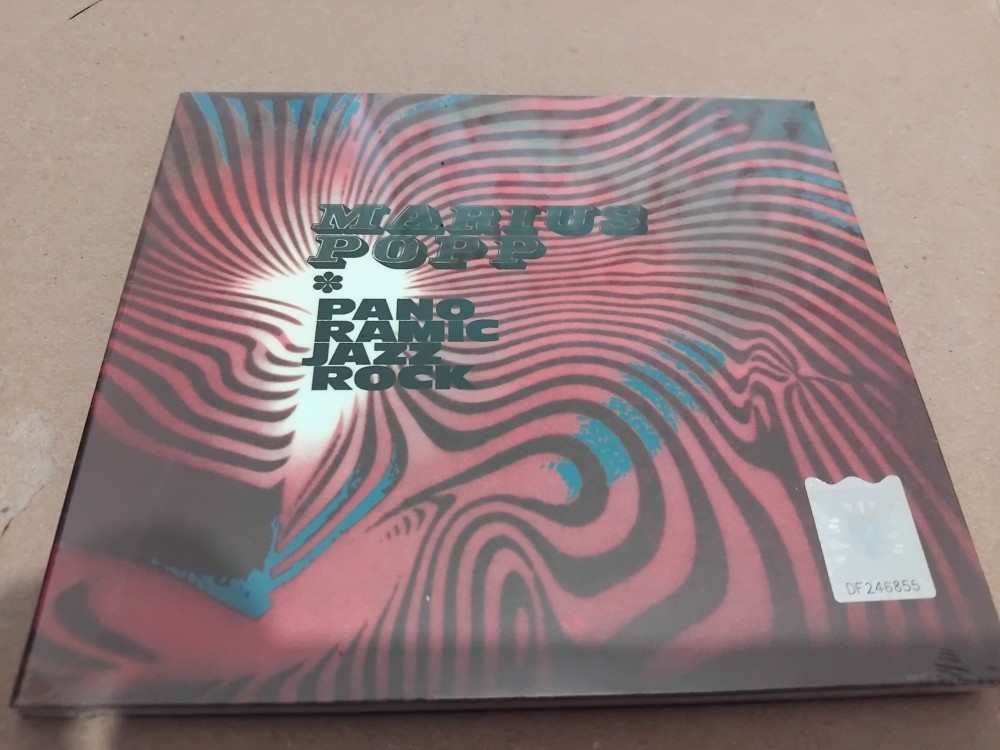 MARIUS
POPP
*
PANO
RAMIC
JAZZ
ROCK
DF246855